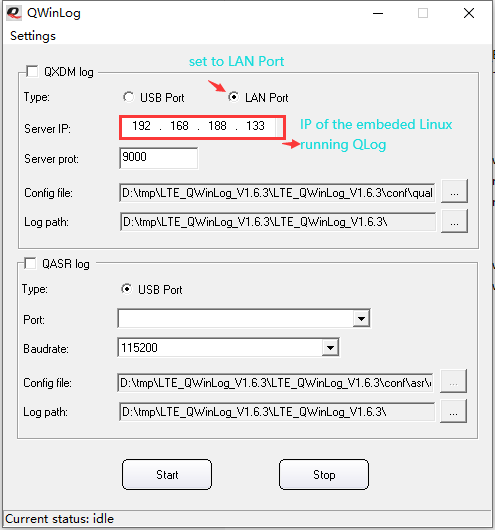 QWinLog
Settings
set to LAN Port
QXDM log
Type: USB Port LAN Port
Server IP: 192 . 168 . 188 . 133
IP of the embeded Linux
running QLog
Server prot: 9000
Config file: D:\tmp\LTE_QWinLog_V1.6.3\LTE_QWinLog_V1.6.3\conf\qual ...
Log path: D:\tmp\LTE_QWinLog_V1.6.3\LTE_QWinLog_V1.6.3\ ...
QASR log
Type: USB Port
Port:
Baudrate: 115200
Config file: D:\tmp\LTE_QWinLog_V1.6.3\LTE_QWinLog_V1.6.3\conf\asr\ ...
Log path: D:\tmp\LTE_QWinLog_V1.6.3\LTE_QWinLog_V1.6.3\ ...
Start Stop
Current status: idle